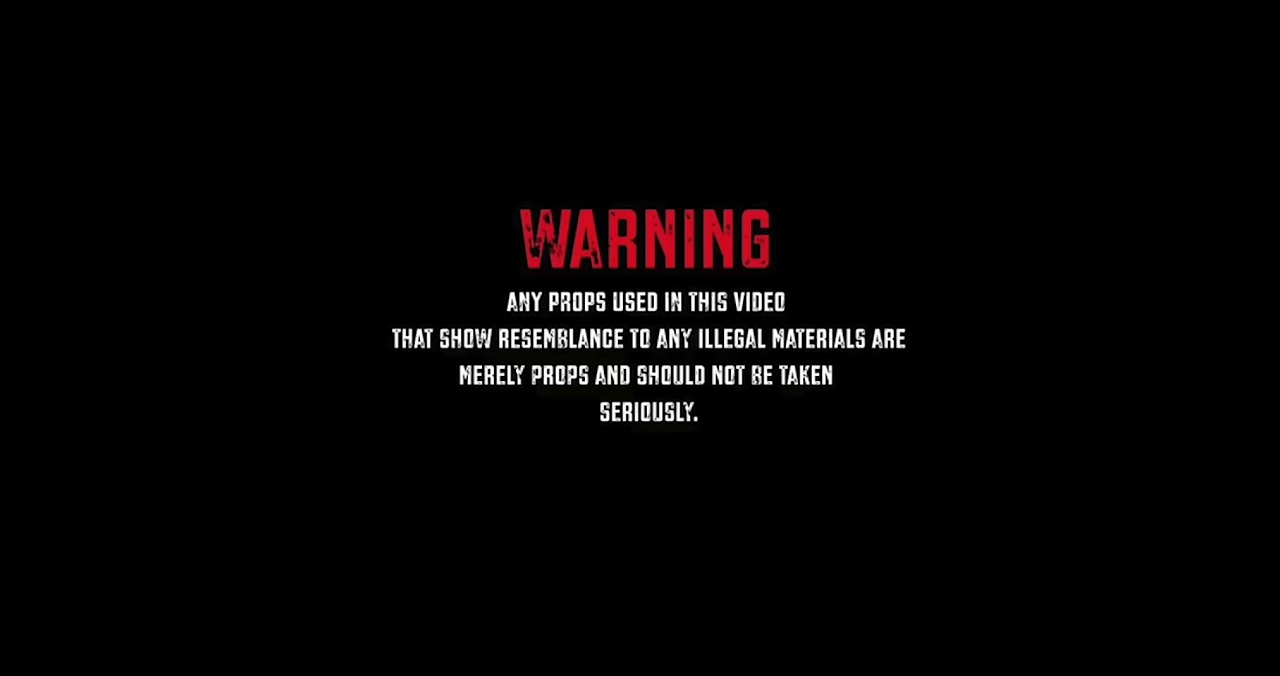 WARNING
ANY PROPS USED IN THIS VIDEO
THAT SHOW RESEMBLANCE TO ANY ILLEGAL MATERIALS ARE
MERELY PROPS AND SHOULD NOT BE TAKEN
SERIOUSLY.